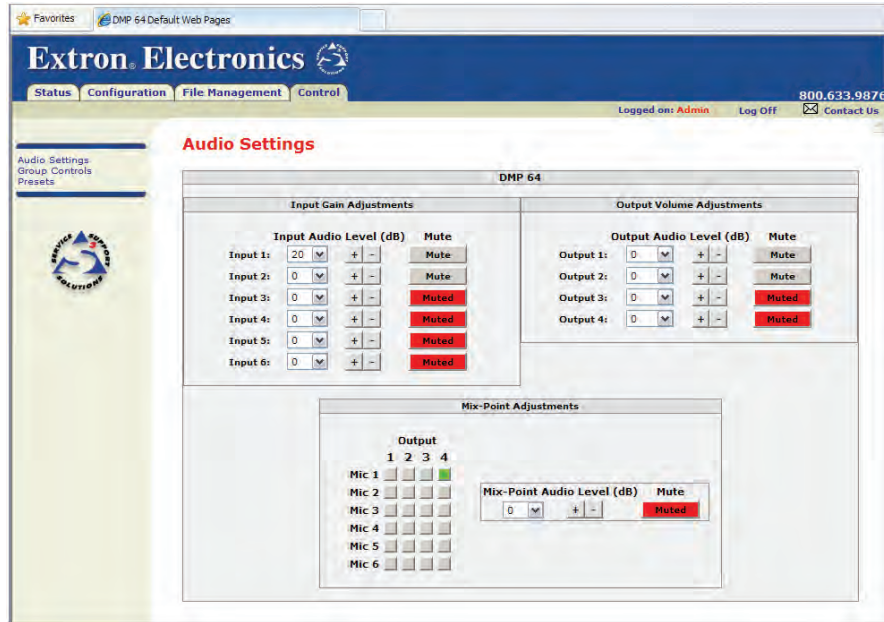 Favorites
DMP 64 Default Web Pages
Extron® Electronics
Status Configuration File Management Control
800.633.9876
Logged on: Admin Log Off Contact Us
Audio Settings
Group Controls
Presets
SERVICE SUPPORT SOLUTIONS
S3
Audio Settings
DMP 64
Input Gain Adjustments
Input Audio Level (dB) Mute
Input 1: 20 + - Mute
Input 2: 0 + - Mute
Input 3: 0 + - Muted
Input 4: 0 + - Muted
Input 5: 0 + - Muted
Input 6: 0 + - Muted
Output Volume Adjustments
Output Audio Level (dB) Mute
Output 1: 0 + - Mute
Output 2: 0 + - Mute
Output 3: 0 + - Muted
Output 4: 0 + - Muted
Mix-Point Adjustments
Output
1 2 3 4
Mic 1
Mic 2
Mic 3
Mic 4
Mic 5
Mic 6
Mix-Point Audio Level (dB) Mute
0 + - Muted